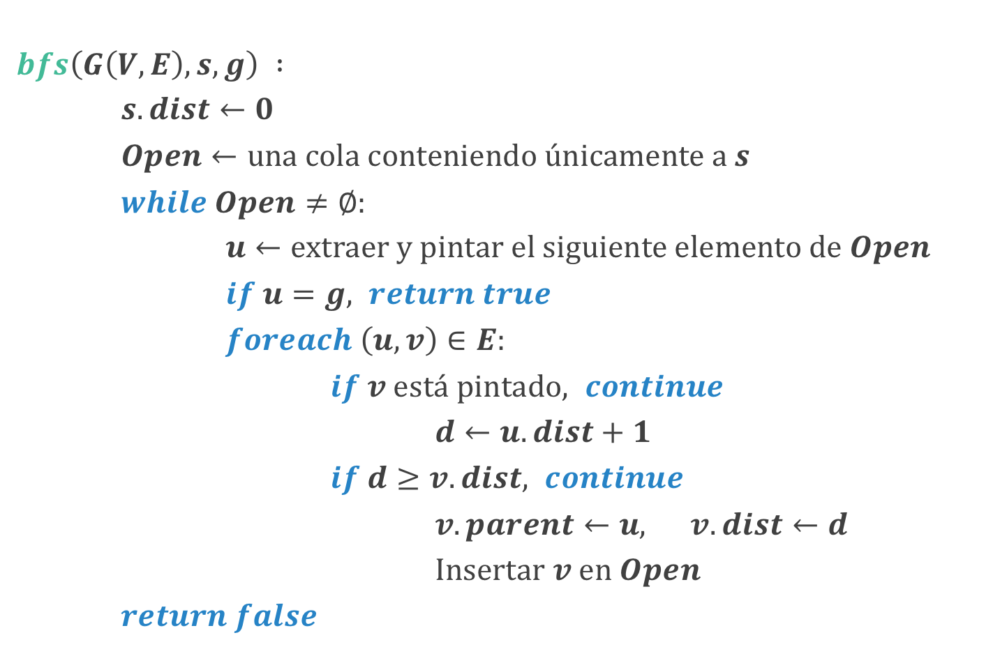 bfs(G(V, E), s, g) :
s. dist ← 0
Open ← una cola conteniendo únicamente a s
while Open ≠ ∅:
u ← extraer y pintar el siguiente elemento de Open
if u = g, return true
foreach (u, v) ∈ E:
if v está pintado, continue
d ← u. dist + 1
if d ≥ v. dist, continue
v. parent ← u, v. dist ← d
Insertar v en Open
return false